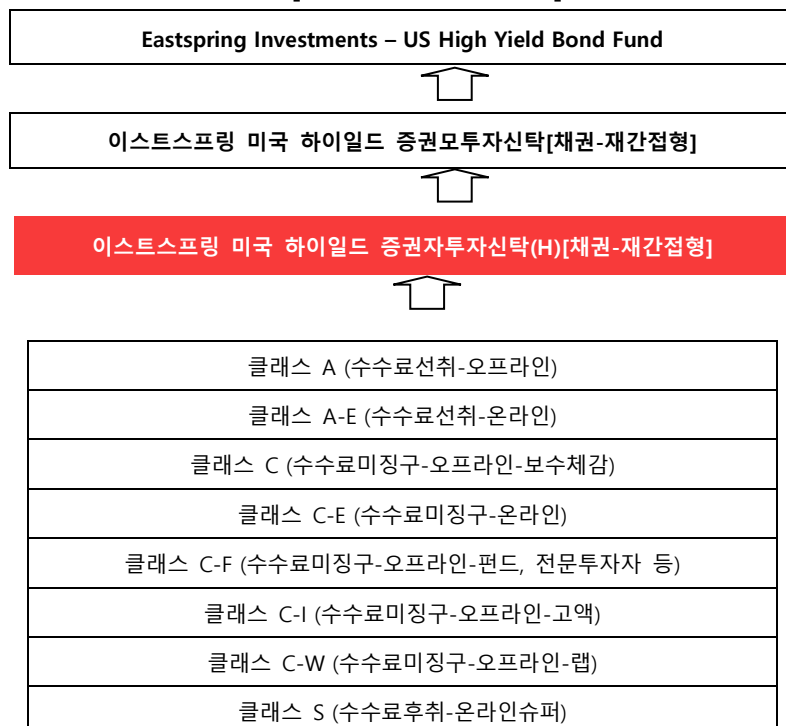 Eastspring Investments – US High Yield Bond Fund
이스트스프링 미국 하이일드 증권모투자신탁[채권-재간접형]
이스트스프링 미국 하이일드 증권자투자신탁(H)[채권-재간접형]
클래스 A (수수료선취-오프라인)
클래스 A-E (수수료선취-온라인)
클래스 C (수수료미징구-오프라인-보수체감)
클래스 C-E (수수료미징구-온라인)
클래스 C-F (수수료미징구-오프라인-펀드, 전문투자자 등)
클래스 C-I (수수료미징구-오프라인-고액)
클래스 C-W (수수료미징구-오프라인-랩)
클래스 S (수수료후취-온라인슈퍼)